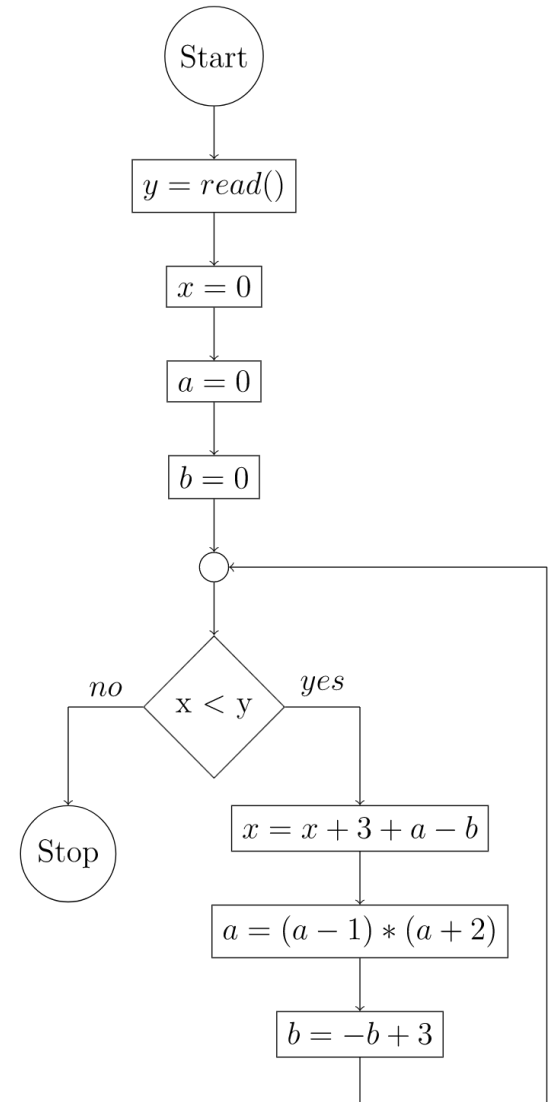 Start
y = read()
x = 0
a = 0
b = 0
no
yes
x < y
x = x + 3 + a − b
Stop
a = (a − 1) ∗ (a + 2)
b = −b + 3